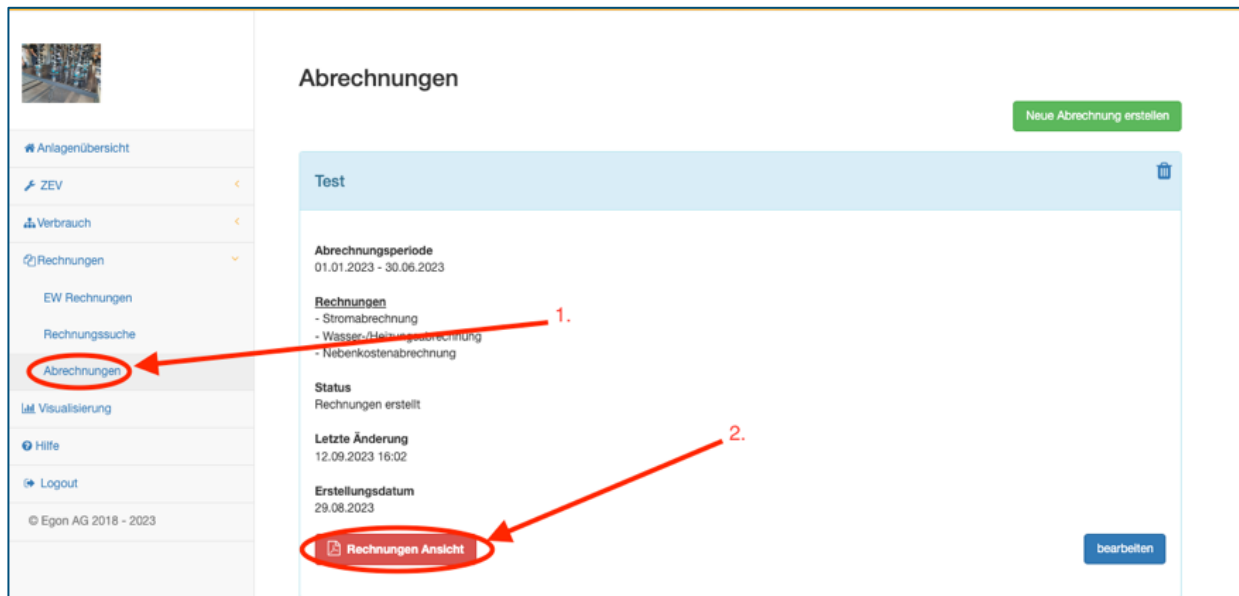 Abrechnungen
Neue Abrechnung erstellen
Anlagenübersicht
ZEV
Verbrauch
Rechnungen
EW Rechnungen
Rechnungssuche
Abrechnungen
Visualisierung
Hilfe
Logout
© Egon AG 2018 - 2023
Test
Abrechnungsperiode
01.01.2023 - 30.06.2023
Rechnungen
- Stromabrechnung
- Wasser-/Heizungsabrechnung
- Nebenkostenabrechnung
1.
Status
Rechnungen erstellt
Letzte Änderung
12.09.2023 16:02
2.
Erstellungsdatum
29.08.2023
Rechnungen Ansicht
bearbeiten